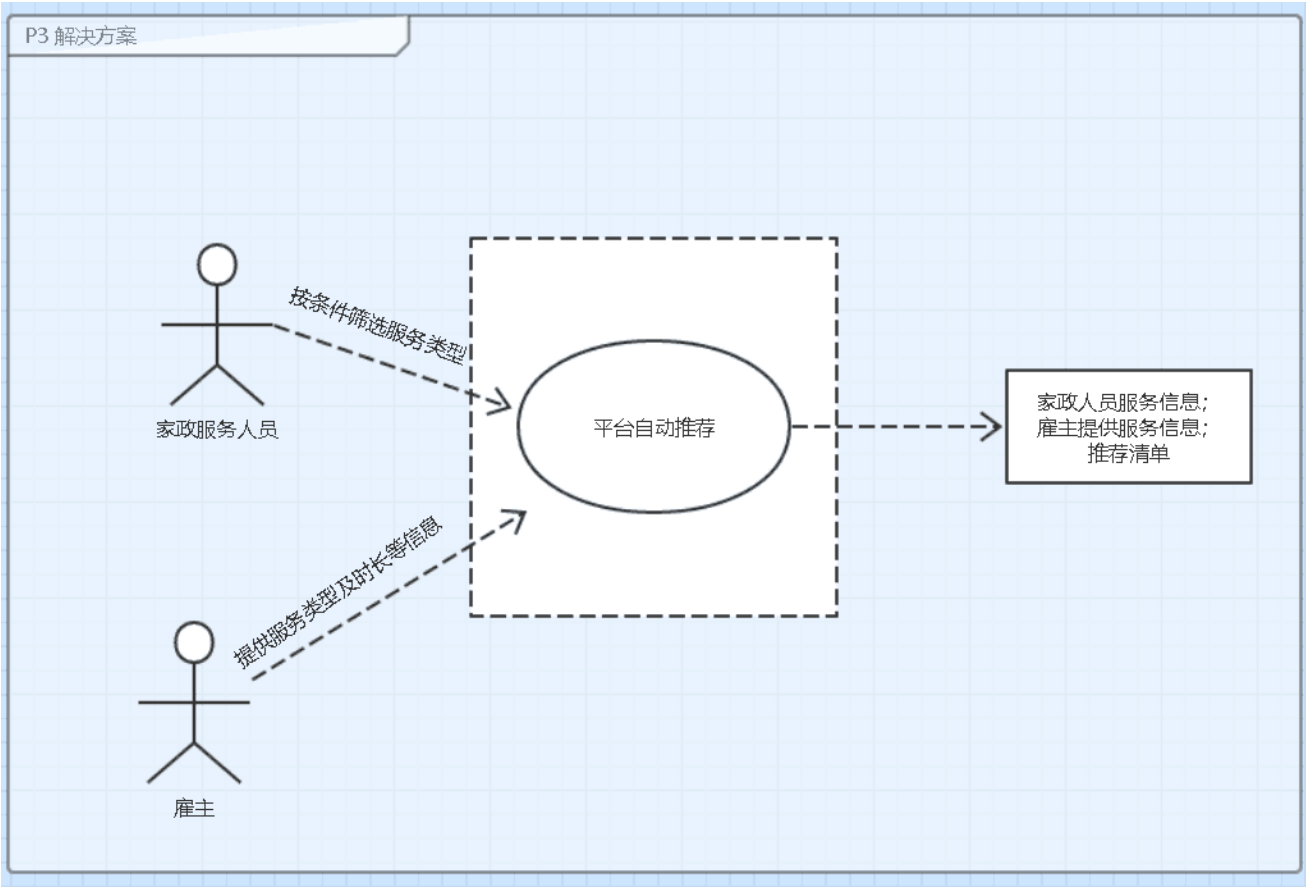 P3 解决方案
按条件筛选服务类型
家政服务人员
平台自动推荐
家政人员服务信息；
雇主提供服务信息；
推荐清单
提供服务类型及时长等信息
雇主